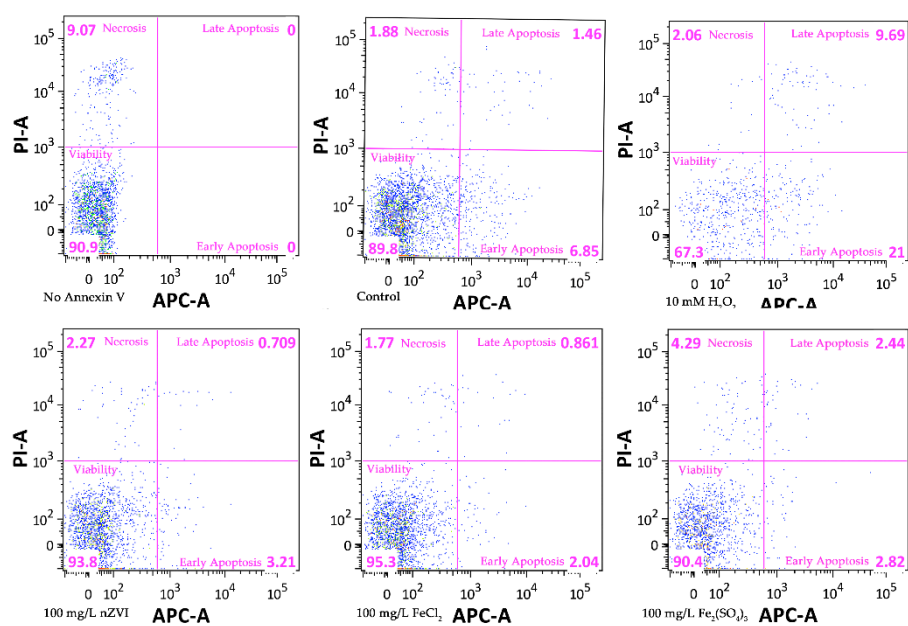 9.07 Necrosis Late Apoptosis 0
10⁵
10⁴
10³
10²
0
PI-A
Viability
90.9 Early Apoptosis 0
0 10² 10³ 10⁴ 10⁵
No Annexin V APC-A
1.88 Necrosis Late Apoptosis 1.46
10⁵
10⁴
10³
10²
0
PI-A
Viability
89.8 Early Apoptosis 6.85
0 10² 10³ 10⁴ 10⁵
Control APC-A
2.06 Necrosis Late Apoptosis 9.69
10⁵
10⁴
10³
10²
0
PI-A
Viability
67.3 Early Apoptosis 21
0 10² 10³ 10⁴ 10⁵
10 mM H₂O₂ APC-A
2.27 Necrosis Late Apoptosis 0.709
10⁵
10⁴
10³
10²
0
PI-A
Viability
93.8 Early Apoptosis 3.21
0 10² 10³ 10⁴ 10⁵
100 mg/L nZVI APC-A
1.77 Necrosis Late Apoptosis 0.861
10⁵
10⁴
10³
10²
0
PI-A
Viability
95.3 Early Apoptosis 2.04
0 10² 10³ 10⁴ 10⁵
100 mg/L FeCl₂ APC-A
4.29 Necrosis Late Apoptosis 2.44
10⁵
10⁴
10³
10²
0
PI-A
Viability
90.4 Early Apoptosis 2.82
0 10² 10³ 10⁴ 10⁵
100 mg/L Fe₂(SO₄)₃ APC-A